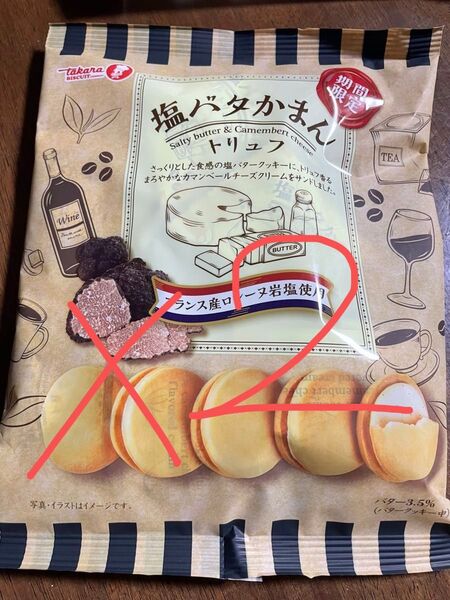 Takara
BISCUIT
期間
限定
塩バタかまん
Salty butter & Camembert cheese
トリュフ
さっくりとした食感の塩バタークッキーに、トリュフ香る
まろやかなカマンベールチーズクリームをサンドしました。
TEA
Wine
BUTTER
フランス産ロレーヌ岩塩使用
×2
写真・イラストはイメージです。
バター3.5%
(バタークッキー中)